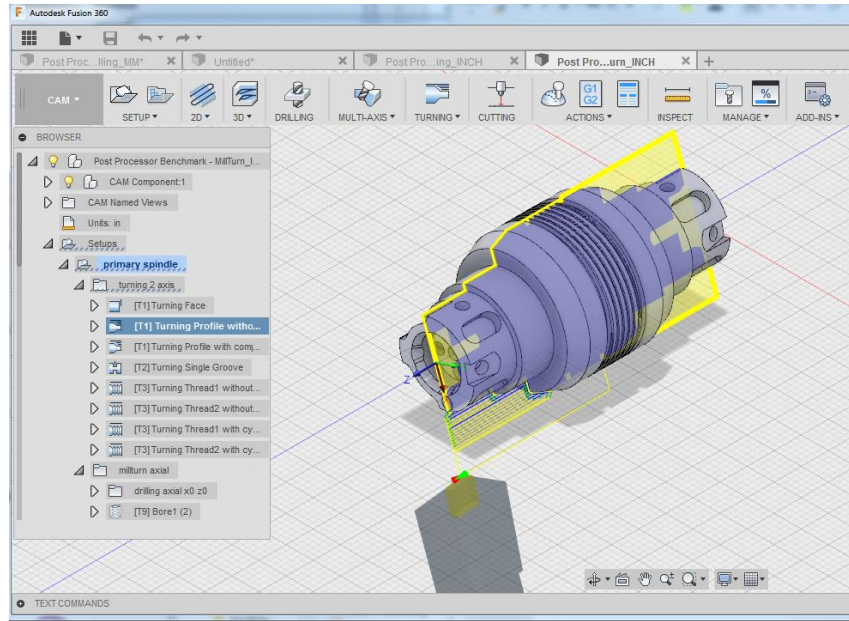 Autodesk Fusion 360
Post Proc...lling_MM*
Untitled*
Post Pro...ing_INCH
Post Pro...urn_INCH
CAM
SETUP
2D
3D
DRILLING
MULTI-AXIS
TURNING
CUTTING
G1
G2
ACTIONS
INSPECT
%
MANAGE
ADD-INS
BROWSER
Post Processor Benchmark - MillTurn_I...
CAM Component:1
CAM Named Views
Units: in
Setups
primary spindle
turning 2 axis
[T1] Turning Face
[T1] Turning Profile witho...
[T1] Turning Profile with comp...
[T2] Turning Single Groove
[T3] Turning Thread1 without...
[T3] Turning Thread2 without...
[T3] Turning Thread1 with cy...
[T3] Turning Thread2 with cy...
millturn axial
drilling axial x0 z0
[T9] Bore1 (2)
Z
TEXT COMMANDS